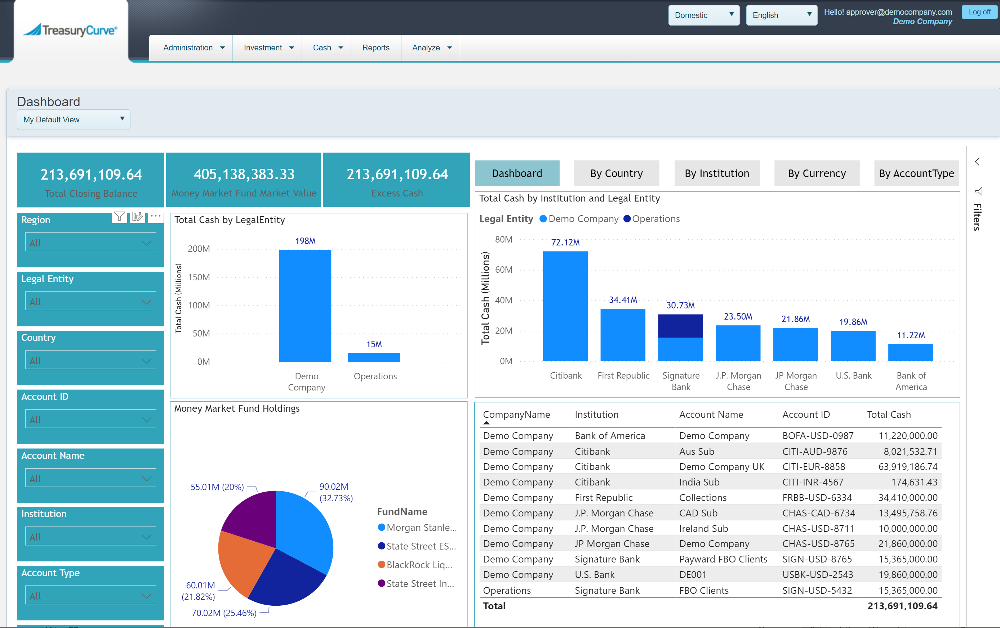 TreasuryCurve®
Domestic
English
Hello! approver@democompany.com
Demo Company
Log off
Administration
Investment
Cash
Reports
Analyze
Dashboard
My Default View
213,691,109.64
Total Closing Balance
405,138,383.33
Money Market Fund Market Value
213,691,109.64
Excess Cash
Dashboard
By Country
By Institution
By Currency
By AccountType
Filters
Region
All
Legal Entity
All
Country
All
Account ID
All
Account Name
All
Institution
All
Account Type
All
Total Cash by LegalEntity
Total Cash (Millions)
200M
150M
100M
50M
0M
198M
15M
Demo
Company
Operations
Total Cash by Institution and Legal Entity
Legal Entity Demo Company Operations
Total Cash (Millions)
80M
60M
40M
20M
0M
72.12M
34.41M
30.73M
23.50M
21.86M
19.86M
11.22M
Citibank
First Republic
Signature
Bank
J.P. Morgan
Chase
JP Morgan
Chase
U.S. Bank
Bank of
America
Money Market Fund Holdings
55.01M (20%)
90.02M
(32.73%)
60.01M
(21.82%)
70.02M (25.46%)
FundName
Morgan Stanle...
State Street ES...
BlackRock Liq...
State Street In...
CompanyName Institution Account Name Account ID Total Cash
Demo Company Bank of America Demo Company BOFA-USD-0987 11,220,000.00
Demo Company Citibank Aus Sub CITI-AUD-9876 8,021,532.71
Demo Company Citibank Demo Company UK CITI-EUR-8858 63,919,186.74
Demo Company Citibank India Sub CITI-INR-4567 174,631.43
Demo Company First Republic Collections FRBB-USD-6334 34,410,000.00
Demo Company J.P. Morgan Chase CAD Sub CHAS-CAD-6734 13,495,758.76
Demo Company J.P. Morgan Chase Ireland Sub CHAS-USD-8711 10,000,000.00
Demo Company JP Morgan Chase Demo Company CHAS-USD-8765 21,860,000.00
Demo Company Signature Bank Payward FBO Clients SIGN-USD-8765 15,365,000.00
Demo Company U.S. Bank DE001 USBK-USD-2543 19,860,000.00
Operations Signature Bank FBO Clients SIGN-USD-5432 15,365,000.00
Total 213,691,109.64